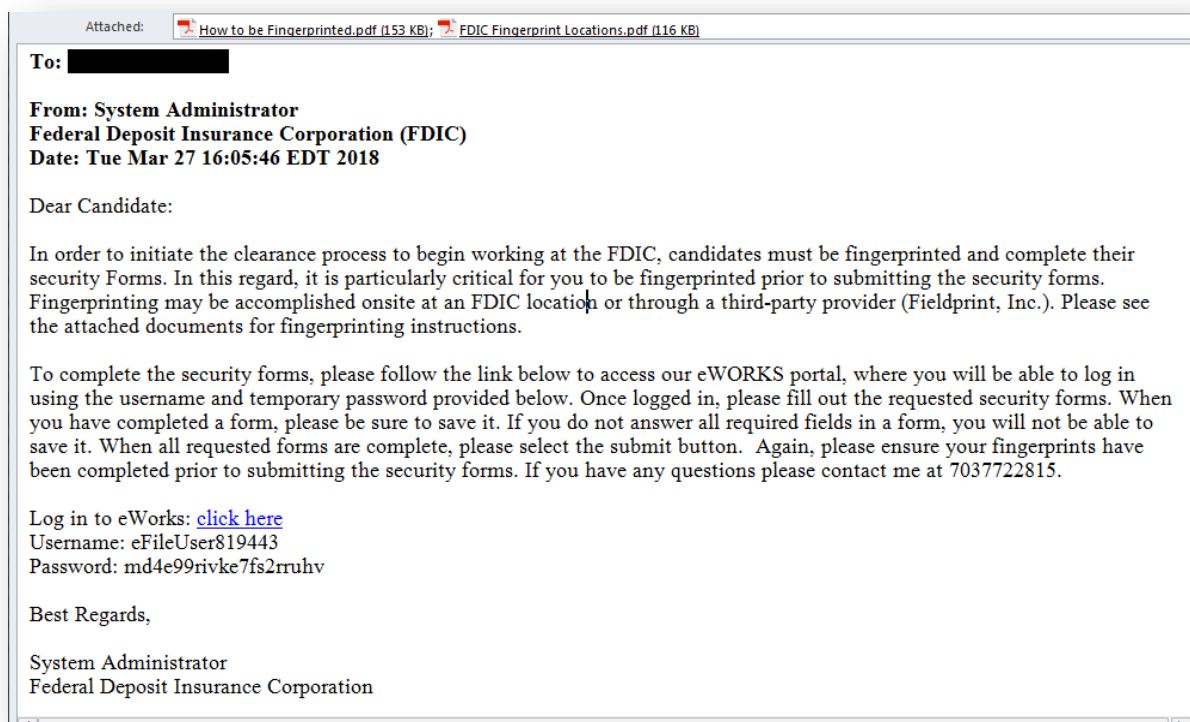 Attached: How to be Fingerprinted.pdf (153 KB); FDIC Fingerprint Locations.pdf (116 KB)
To:
From: System Administrator
Federal Deposit Insurance Corporation (FDIC)
Date: Tue Mar 27 16:05:46 EDT 2018
Dear Candidate:
In order to initiate the clearance process to begin working at the FDIC, candidates must be fingerprinted and complete their
security Forms. In this regard, it is particularly critical for you to be fingerprinted prior to submitting the security forms.
Fingerprinting may be accomplished onsite at an FDIC location or through a third-party provider (Fieldprint, Inc.). Please see
the attached documents for fingerprinting instructions.
To complete the security forms, please follow the link below to access our eWORKS portal, where you will be able to log in
using the username and temporary password provided below. Once logged in, please fill out the requested security forms. When
you have completed a form, please be sure to save it. If you do not answer all required fields in a form, you will not be able to
save it. When all requested forms are complete, please select the submit button.  Again, please ensure your fingerprints have
been completed prior to submitting the security forms. If you have any questions please contact me at 7037722815.
Log in to eWorks: click here
Username: eFileUser819443
Password: md4e99rivke7fs2rruhv
Best Regards,
System Administrator
Federal Deposit Insurance Corporation